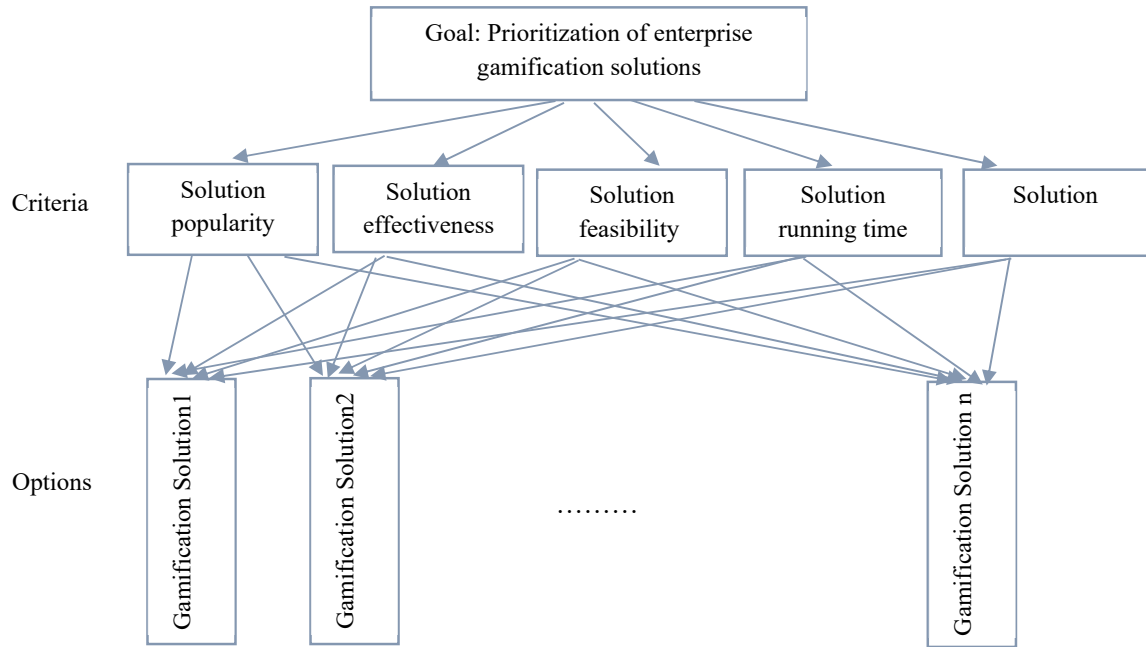 Goal: Prioritization of enterprise
gamification solutions
Criteria
Solution
popularity
Solution
effectiveness
Solution
feasibility
Solution
running time
Solution
Options
Gamification Solution1
Gamification Solution2
………
Gamification Solution n